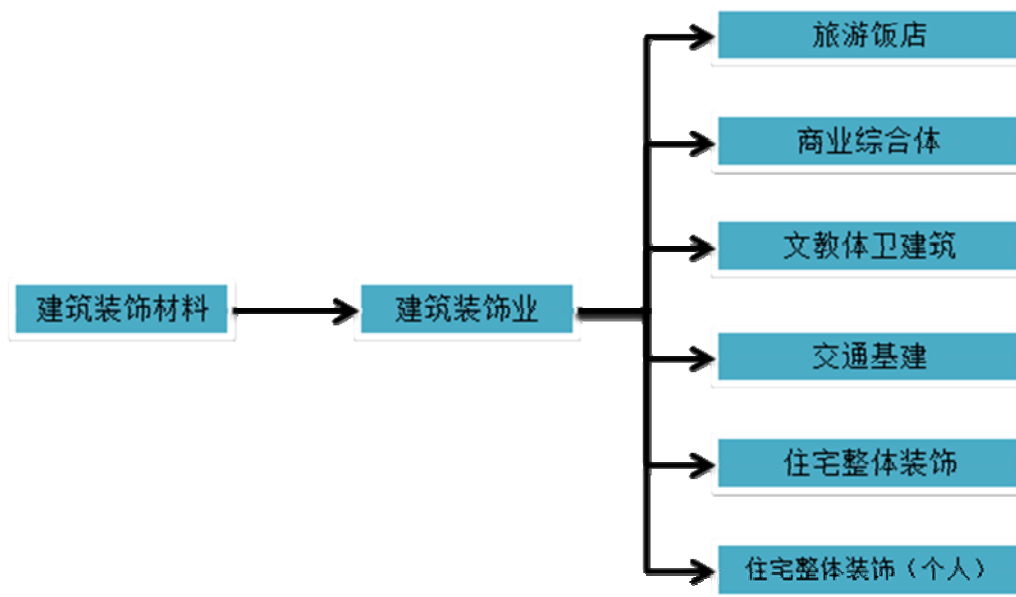 旅游饭店
商业综合体
文教体卫建筑
建筑装饰材料
建筑装饰业
交通基建
住宅整体装饰
住宅整体装饰（个人）